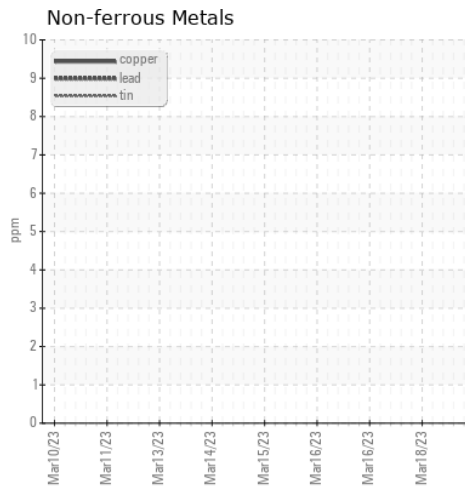 Non-ferrous Metals
copper
lead
tin
ppm
10
9
8
7
6
5
4
3
2
1
0
Mar10/23
Mar11/23
Mar13/23
Mar14/23
Mar15/23
Mar16/23
Mar16/23
Mar18/23